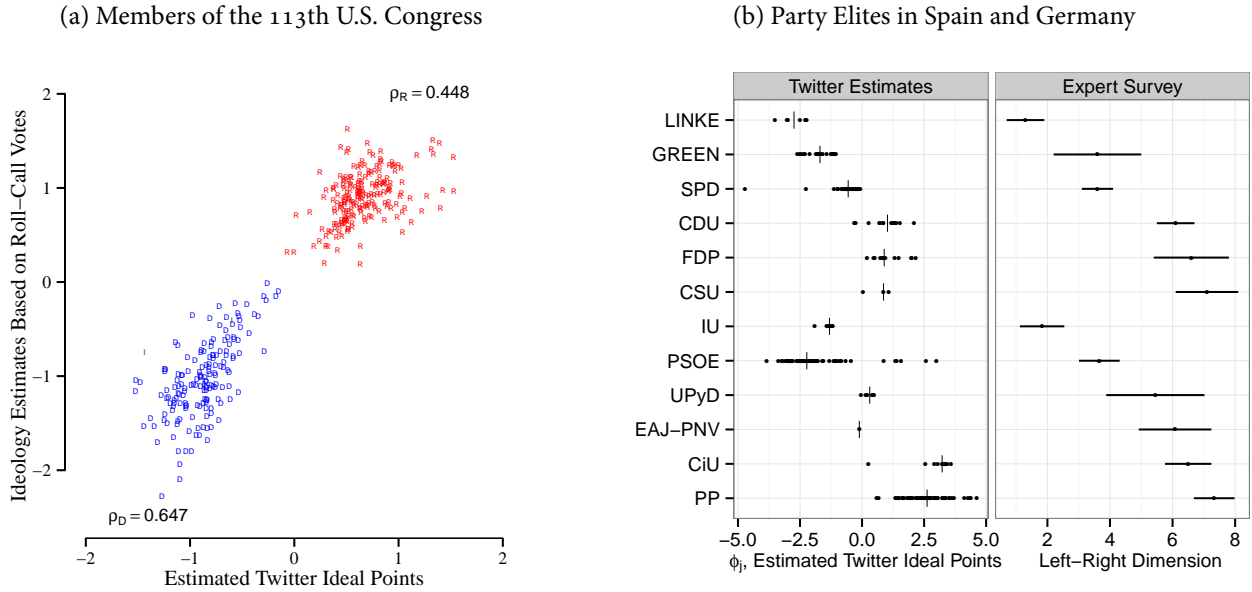 (a) Members of the 113th U.S. Congress
ρR = 0.448
2
1
0
−1
−2
Ideology Estimates Based on Roll−Call Votes
ρD = 0.647
−2
−1
0
1
2
Estimated Twitter Ideal Points
(b) Party Elites in Spain and Germany
Twitter Estimates
Expert Survey
LINKE
GREEN
SPD
CDU
FDP
CSU
IU
PSOE
UPyD
EAJ−PNV
CiU
PP
−5.0
−2.5
0.0
2.5
5.0
2
4
6
8
ϕj, Estimated Twitter Ideal Points
Left−Right Dimension